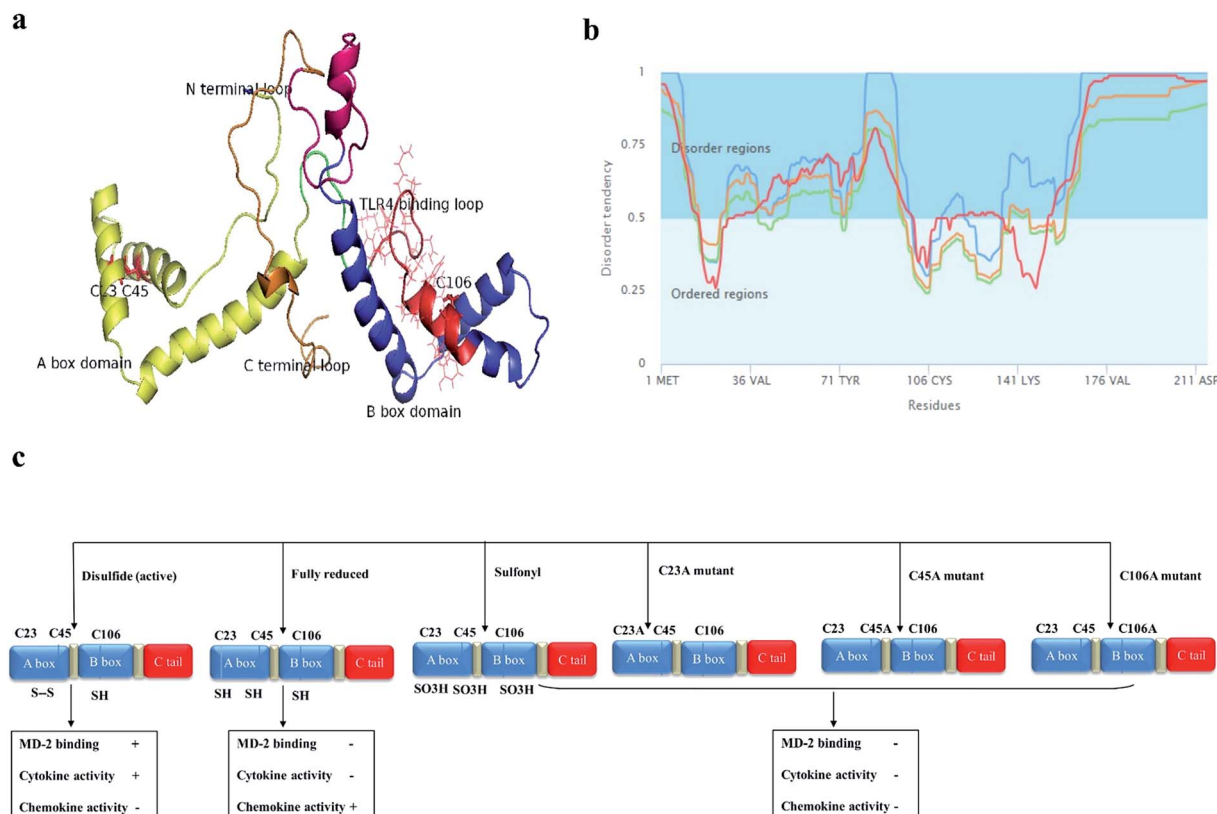 a
N terminal loop
TLR4 binding loop
C23 C45
C106
A box domain
C terminal loop
B box domain
b
1
0.75
0.5
0.25
0
Disorder tendency
Disorder regions
Ordered regions
1 MET 36 VAL 71 TYR 106 CYS 141 LYS 176 VAL 211 ASP
Residues
c
Disulfide (active)
Fully reduced
Sulfonyl
C23A mutant
C45A mutant
C106A mutant
C23 C45 C106
A box B box C tail
S--S SH
C23 C45 C106
A box B box C tail
SH SH SH
C23 C45 C106
A box B box C tail
SO3H SO3H SO3H
C23A C45 C106
A box B box C tail
C23 C45A C106
A box B box C tail
C23 C45 C106A
A box B box C tail
MD-2 binding +
Cytokine activity +
Chemokine activity -
MD-2 binding -
Cytokine activity -
Chemokine activity +
MD-2 binding -
Cytokine activity -
Chemokine activity -